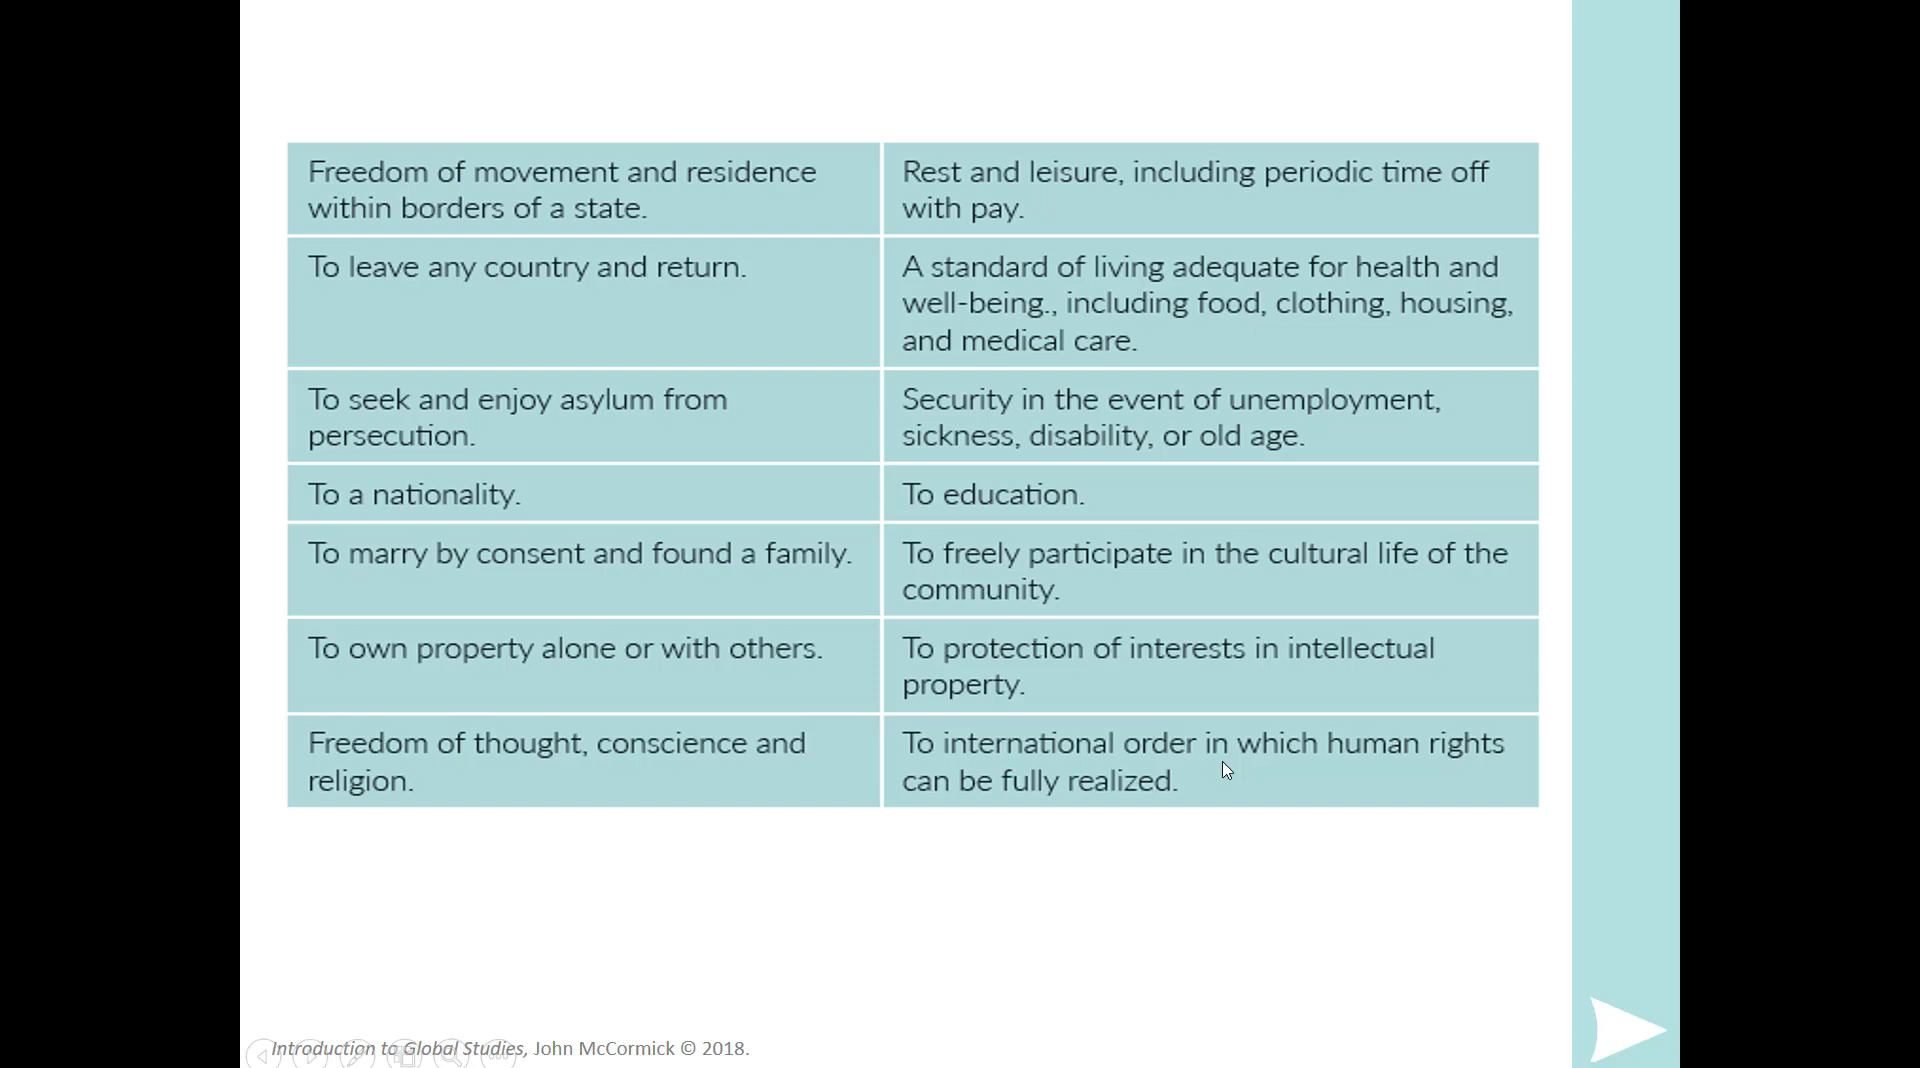 Freedom of movement and residence
within borders of a state.
Rest and leisure, including periodic time off
with pay.
To leave any country and return.
A standard of living adequate for health and
well-being., including food, clothing, housing,
and medical care.
To seek and enjoy asylum from
persecution.
Security in the event of unemployment,
sickness, disability, or old age.
To a nationality.
To education.
To marry by consent and found a family.
To freely participate in the cultural life of the
community.
To own property alone or with others.
To protection of interests in intellectual
property.
Freedom of thought, conscience and
religion.
To international order in which human rights
can be fully realized.
Introduction to Global Studies, John McCormick © 2018.